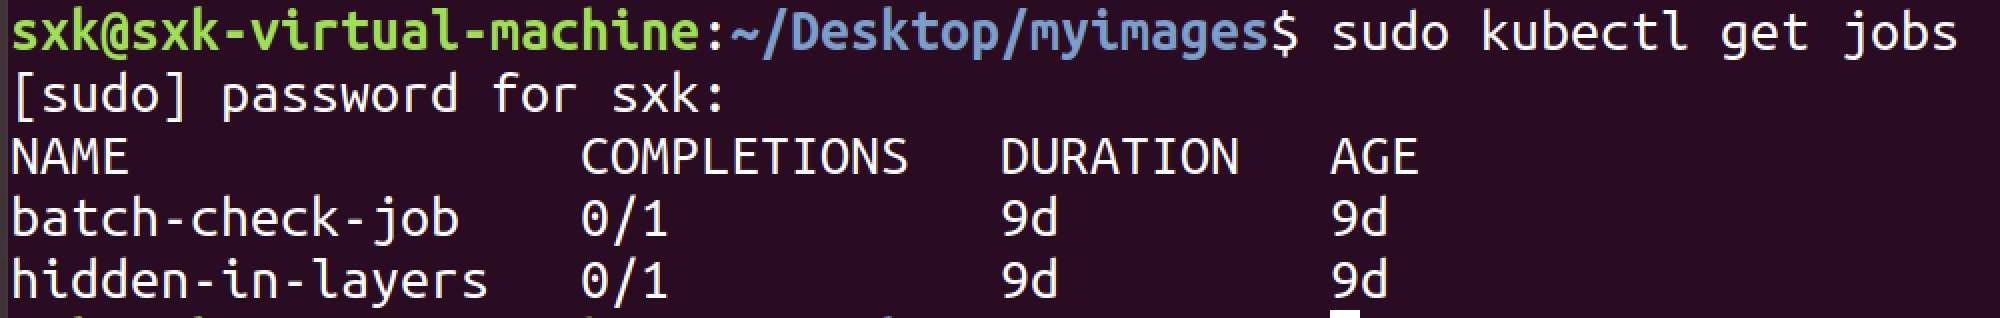 sxk@sxk-virtual-machine:~/Desktop/myimages$ sudo kubectl get jobs
[sudo] password for sxk:
NAME COMPLETIONS DURATION AGE
batch-check-job 0/1 9d 9d
hidden-in-layers 0/1 9d 9d